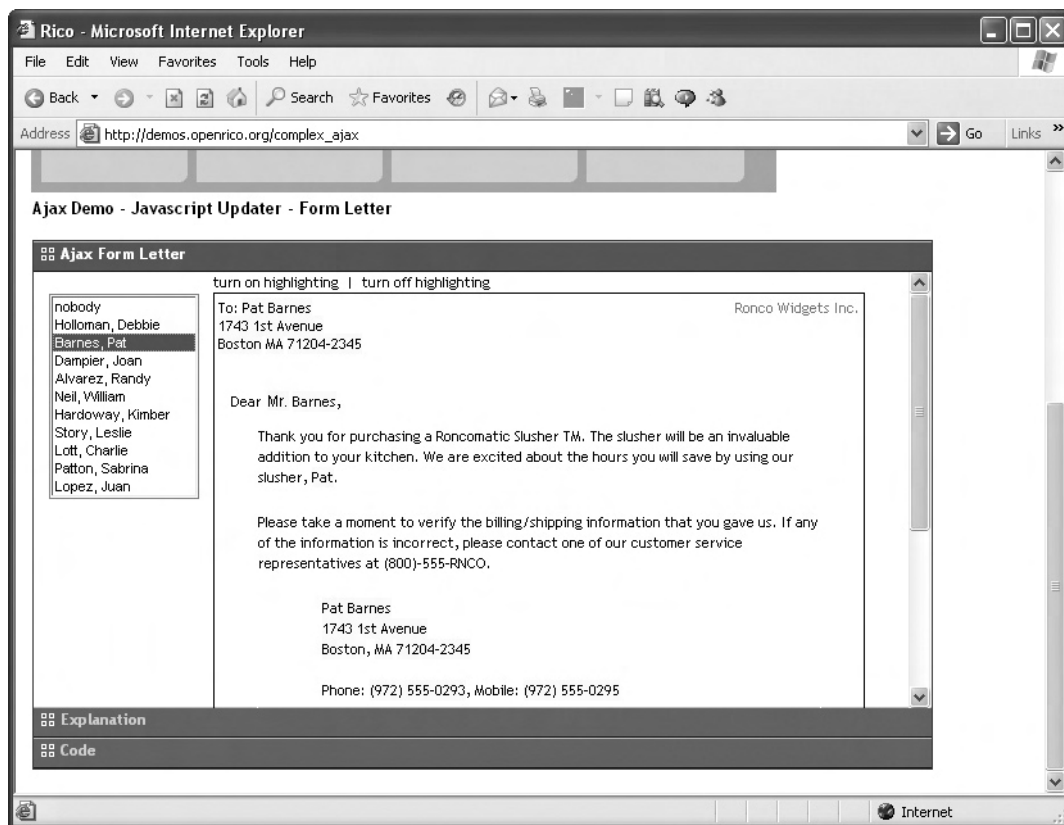 Rico - Microsoft Internet Explorer
File Edit View Favorites Tools Help
Back Search Favorites
Address http://demos.openrico.org/complex_ajax Go Links »
Ajax Demo - Javascript Updater - Form Letter
Ajax Form Letter
turn on highlighting | turn off highlighting
nobody
Holloman, Debbie
Barnes, Pat
Dampier, Joan
Alvarez, Randy
Neil, William
Hardoway, Kimber
Story, Leslie
Lott, Charlie
Patton, Sabrina
Lopez, Juan
To: Pat Barnes Ronco Widgets Inc.
1743 1st Avenue
Boston MA 71204-2345
Dear Mr. Barnes,
Thank you for purchasing a Roncomatic Slusher TM. The slusher will be an invaluable
addition to your kitchen. We are excited about the hours you will save by using our
slusher, Pat.
Please take a moment to verify the billing/shipping information that you gave us. If any
of the information is incorrect, please contact one of our customer service
representatives at (800)-555-RNCO.
Pat Barnes
1743 1st Avenue
Boston, MA 71204-2345
Phone: (972) 555-0293, Mobile: (972) 555-0295
Explanation
Code
Internet